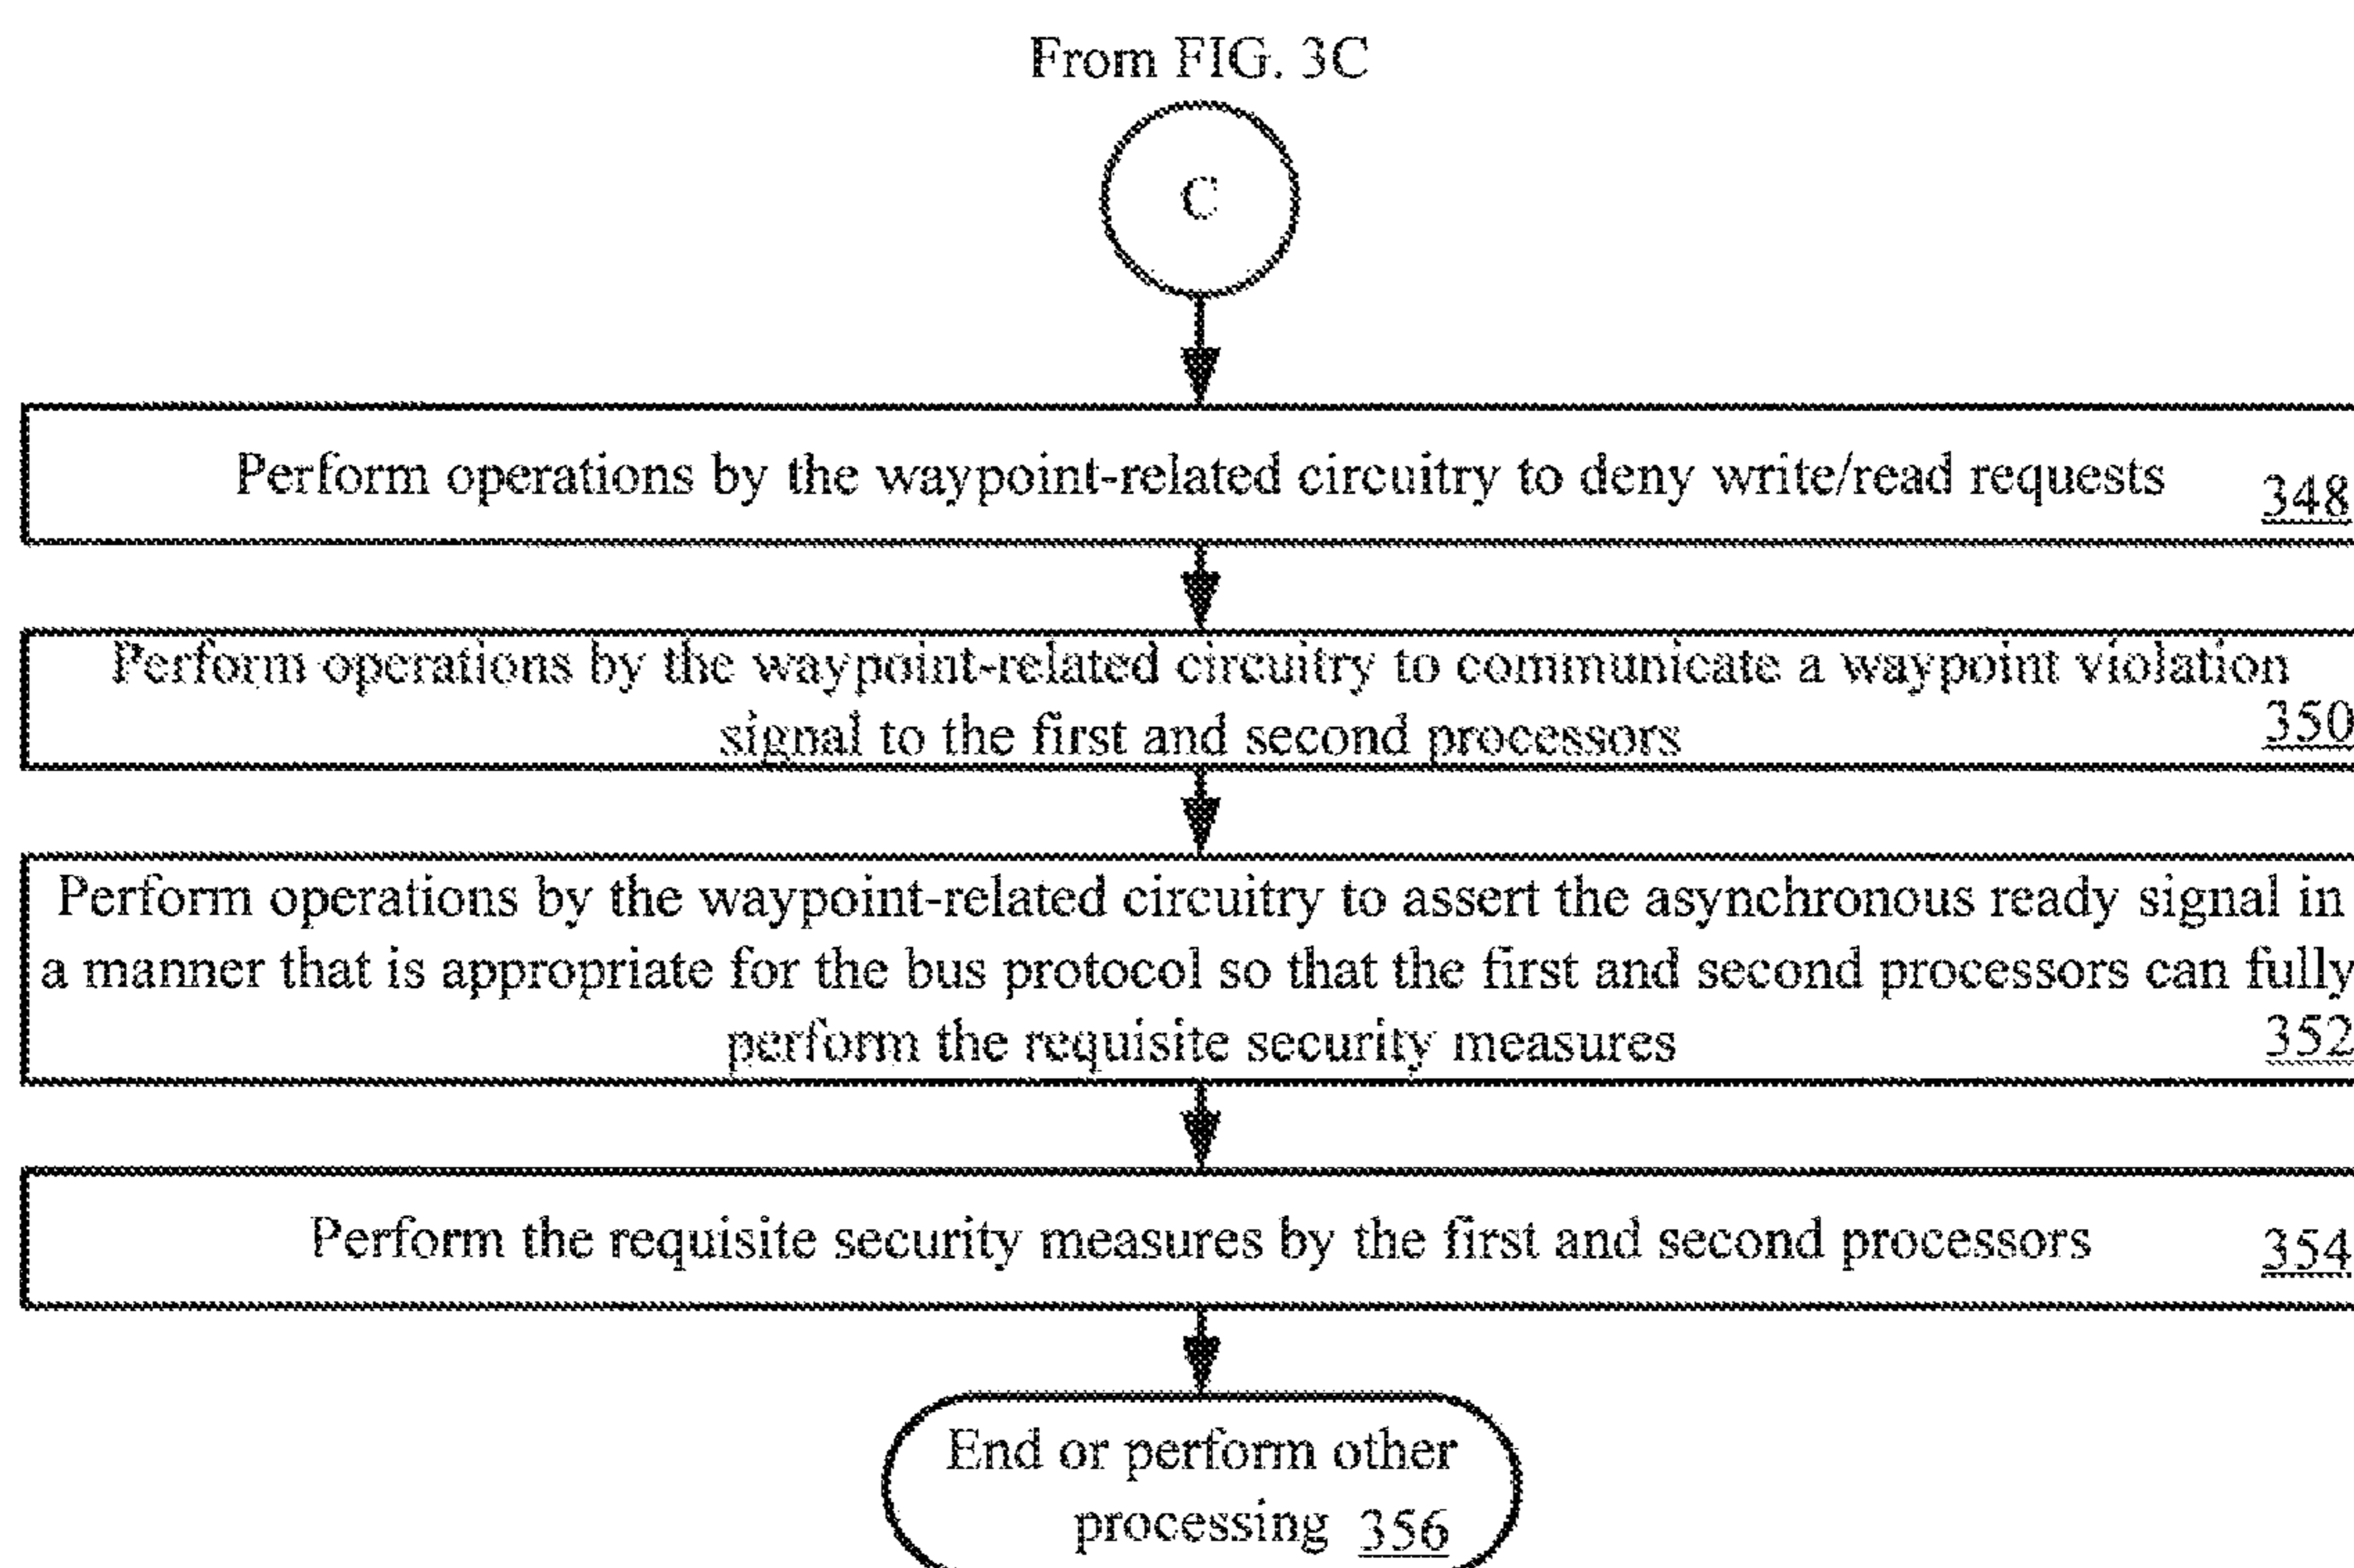 From FIG. 3C
C
Perform operations by the waypoint-related circuitry to deny write/read requests 348
Perform operations by the waypoint-related circuitry to communicate a waypoint violation
signal to the first and second processors 350
Perform operations by the waypoint-related circuitry to assert the asynchronous ready signal in
a manner that is appropriate for the bus protocol so that the first and second processors can fully
perform the requisite security measures 352
Perform the requisite security measures by the first and second processors 354
End or perform other
processing 356